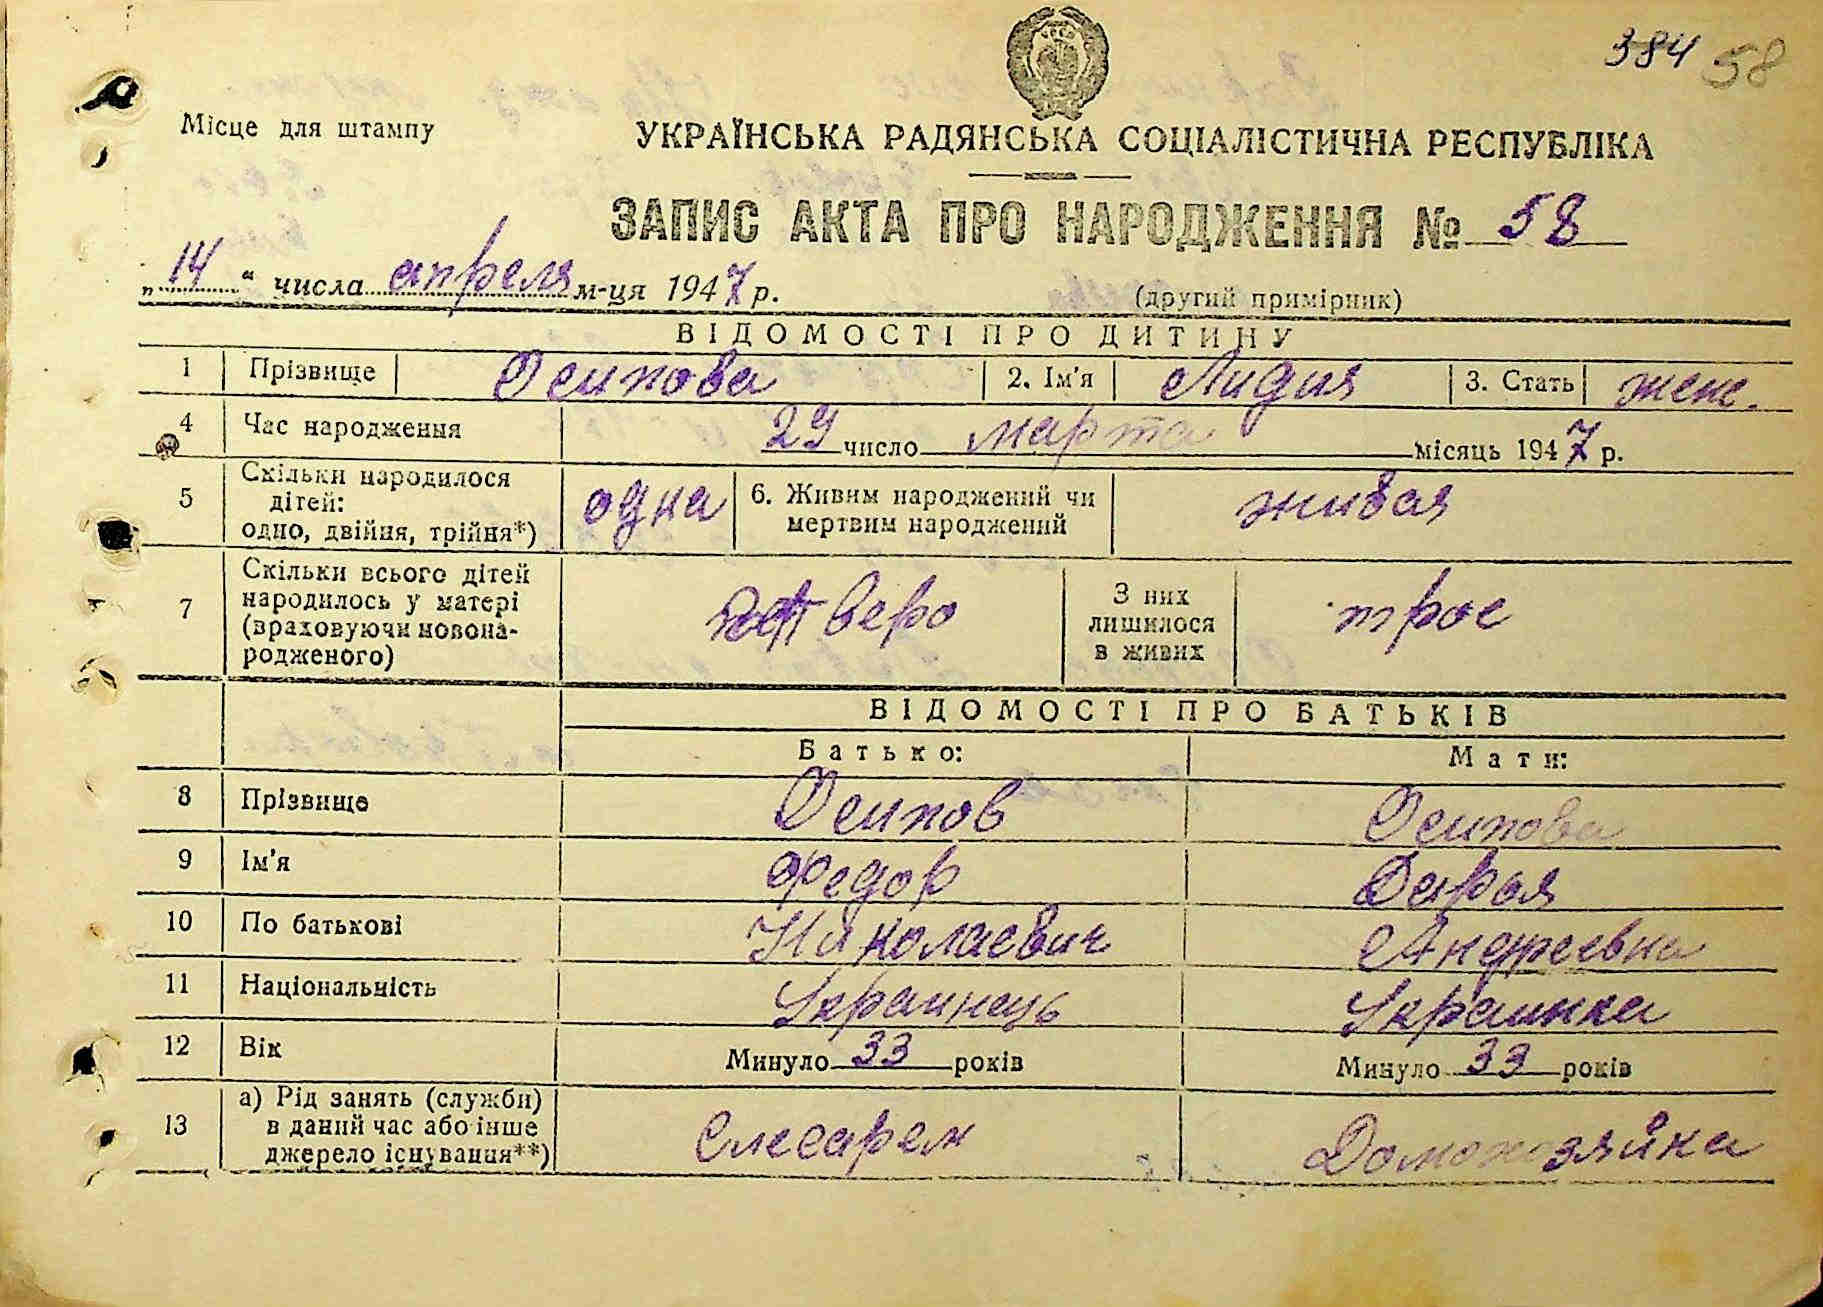 384 58
Місце для штампу
УКРАЇНСЬКА РАДЯНСЬКА СОЦІАЛІСТИЧНА РЕСПУБЛІКА
ЗАПИС АКТА ПРО НАРОДЖЕННЯ № 58
„14“ числа апреля м-ця 1947 р.
(другий примірник)
ВІДОМОСТІ ПРО ДИТИНУ
1 Прізвище Осипова 2. Ім'я Лидия 3. Стать женс.
4 Час народження 29 число марта місяць 1947 р.
5 Скільки народилося дітей: одно, двійня, трійня*) одна 6. Живим народжений чи мертвим народжений живая
7 Скільки всього дітей народилось у матері (враховуючи новонародженого) четверо З них лишилося в живих трое
ВІДОМОСТІ ПРО БАТЬКІВ
Батько: Мати:
8 Прізвище Осипов Осипова
9 Ім'я Федор Дарья
10 По батькові Николаевич Андреевна
11 Національність Украинець Украинка
12 Вік Минуло 33 років Минуло 33 років
13 а) Рід занять (служби) в даний час або інше джерело існування**) Слесарем Домохозяйка